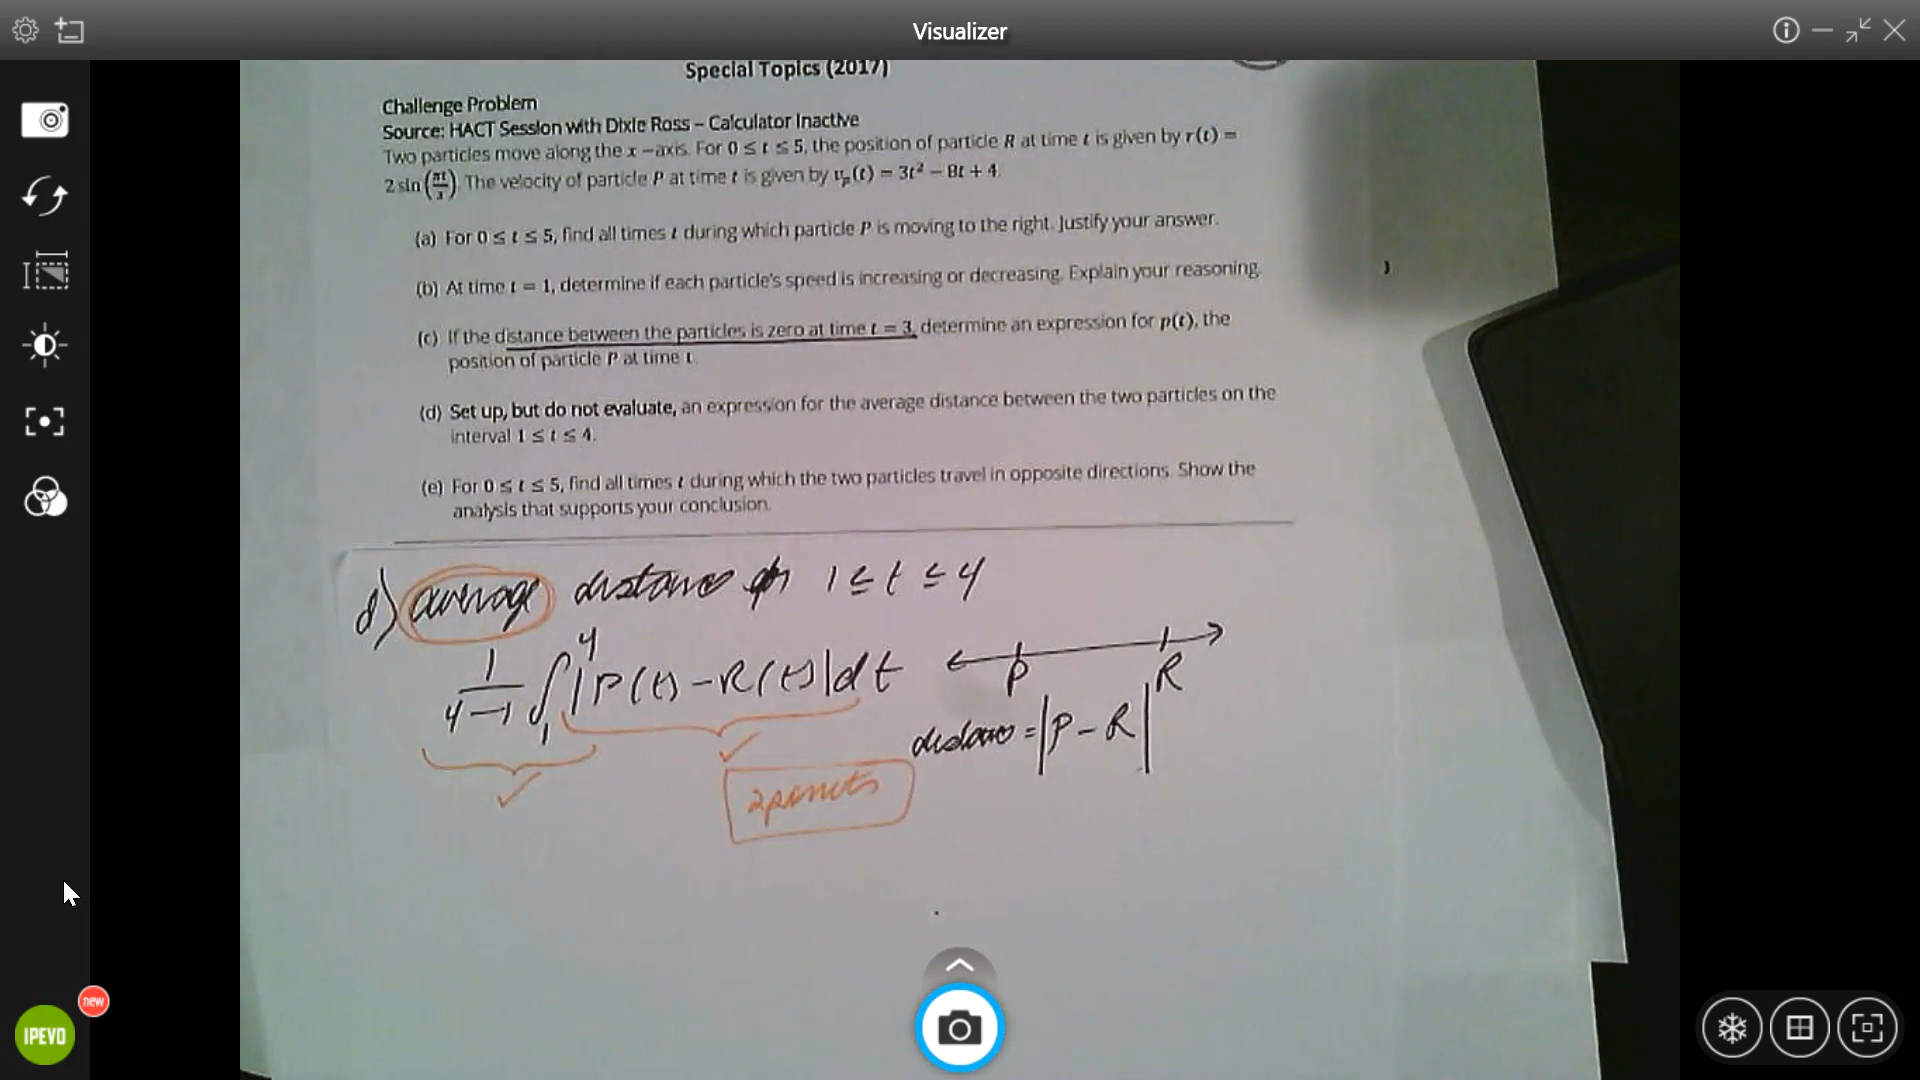 Visualizer
Special Topics (2017)
Challenge Problem
Source: HACT Session with Dixie Ross – Calculator Inactive
Two particles move along the x –axis. For 0 ≤ t ≤ 5, the position of particle R at time t is given by r(t) =
2 sin(πt/3). The velocity of particle P at time t is given by vₚ(t) = 3t² – 8t + 4.
(a) For 0 ≤ t ≤ 5, find all times t during which particle P is moving to the right. Justify your answer.
(b) At time t = 1, determine if each particle's speed is increasing or decreasing. Explain your reasoning.
(c) If the distance between the particles is zero at time t = 3, determine an expression for p(t), the
position of particle P at time t.
(d) Set up, but do not evaluate, an expression for the average distance between the two particles on the
interval 1 ≤ t ≤ 4.
(e) For 0 ≤ t ≤ 5, find all times t during which the two particles travel in opposite directions. Show the
analysis that supports your conclusion.
d) average distance on 1 ≤ t ≤ 4
1/(4–1) ∫₁⁴ |P(t) – R(t)| dt
P R
distance = |P – R|
2 points
new
IPEVO